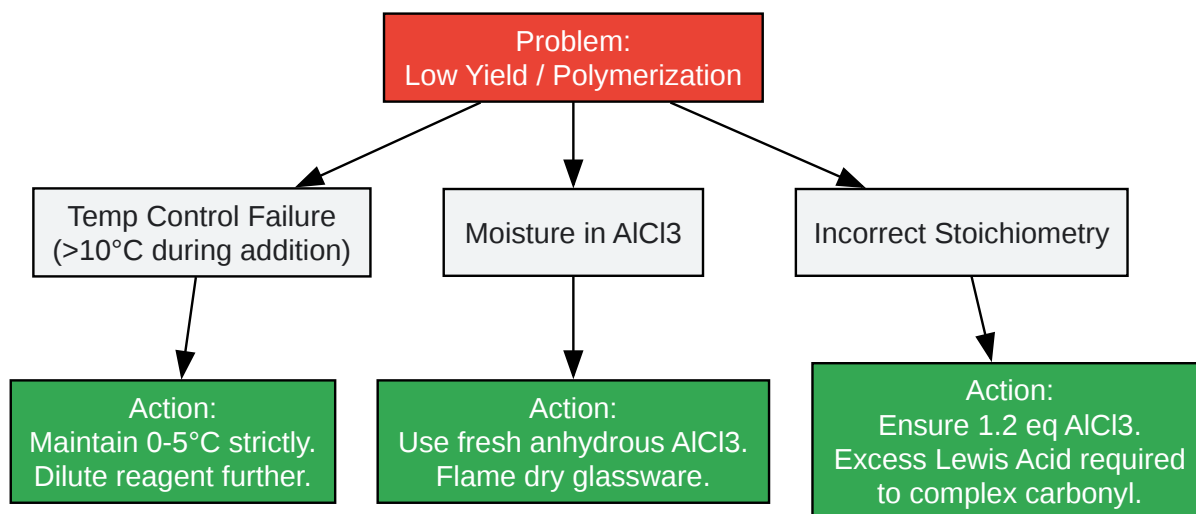 Problem:
Low Yield / Polymerization
Temp Control Failure
(>10°C during addition)
Moisture in AlCl3
Incorrect Stoichiometry
Action:
Maintain 0-5°C strictly.
Dilute reagent further.
Action:
Use fresh anhydrous AlCl3.
Flame dry glassware.
Action:
Ensure 1.2 eq AlCl3.
Excess Lewis Acid required
to complex carbonyl.